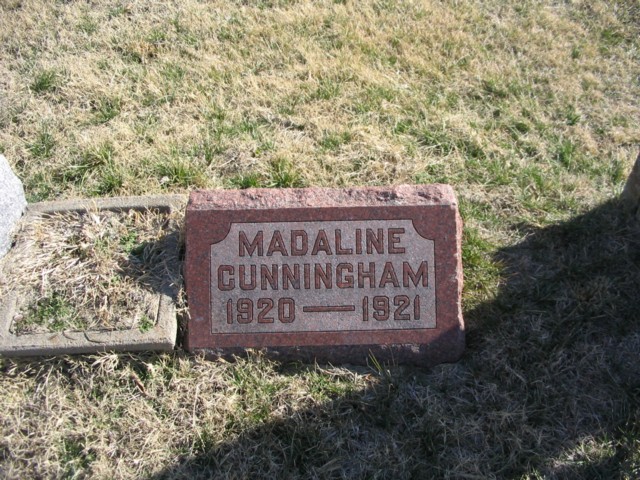 MADALINE
CUNNINGHAM
1920 — 1921